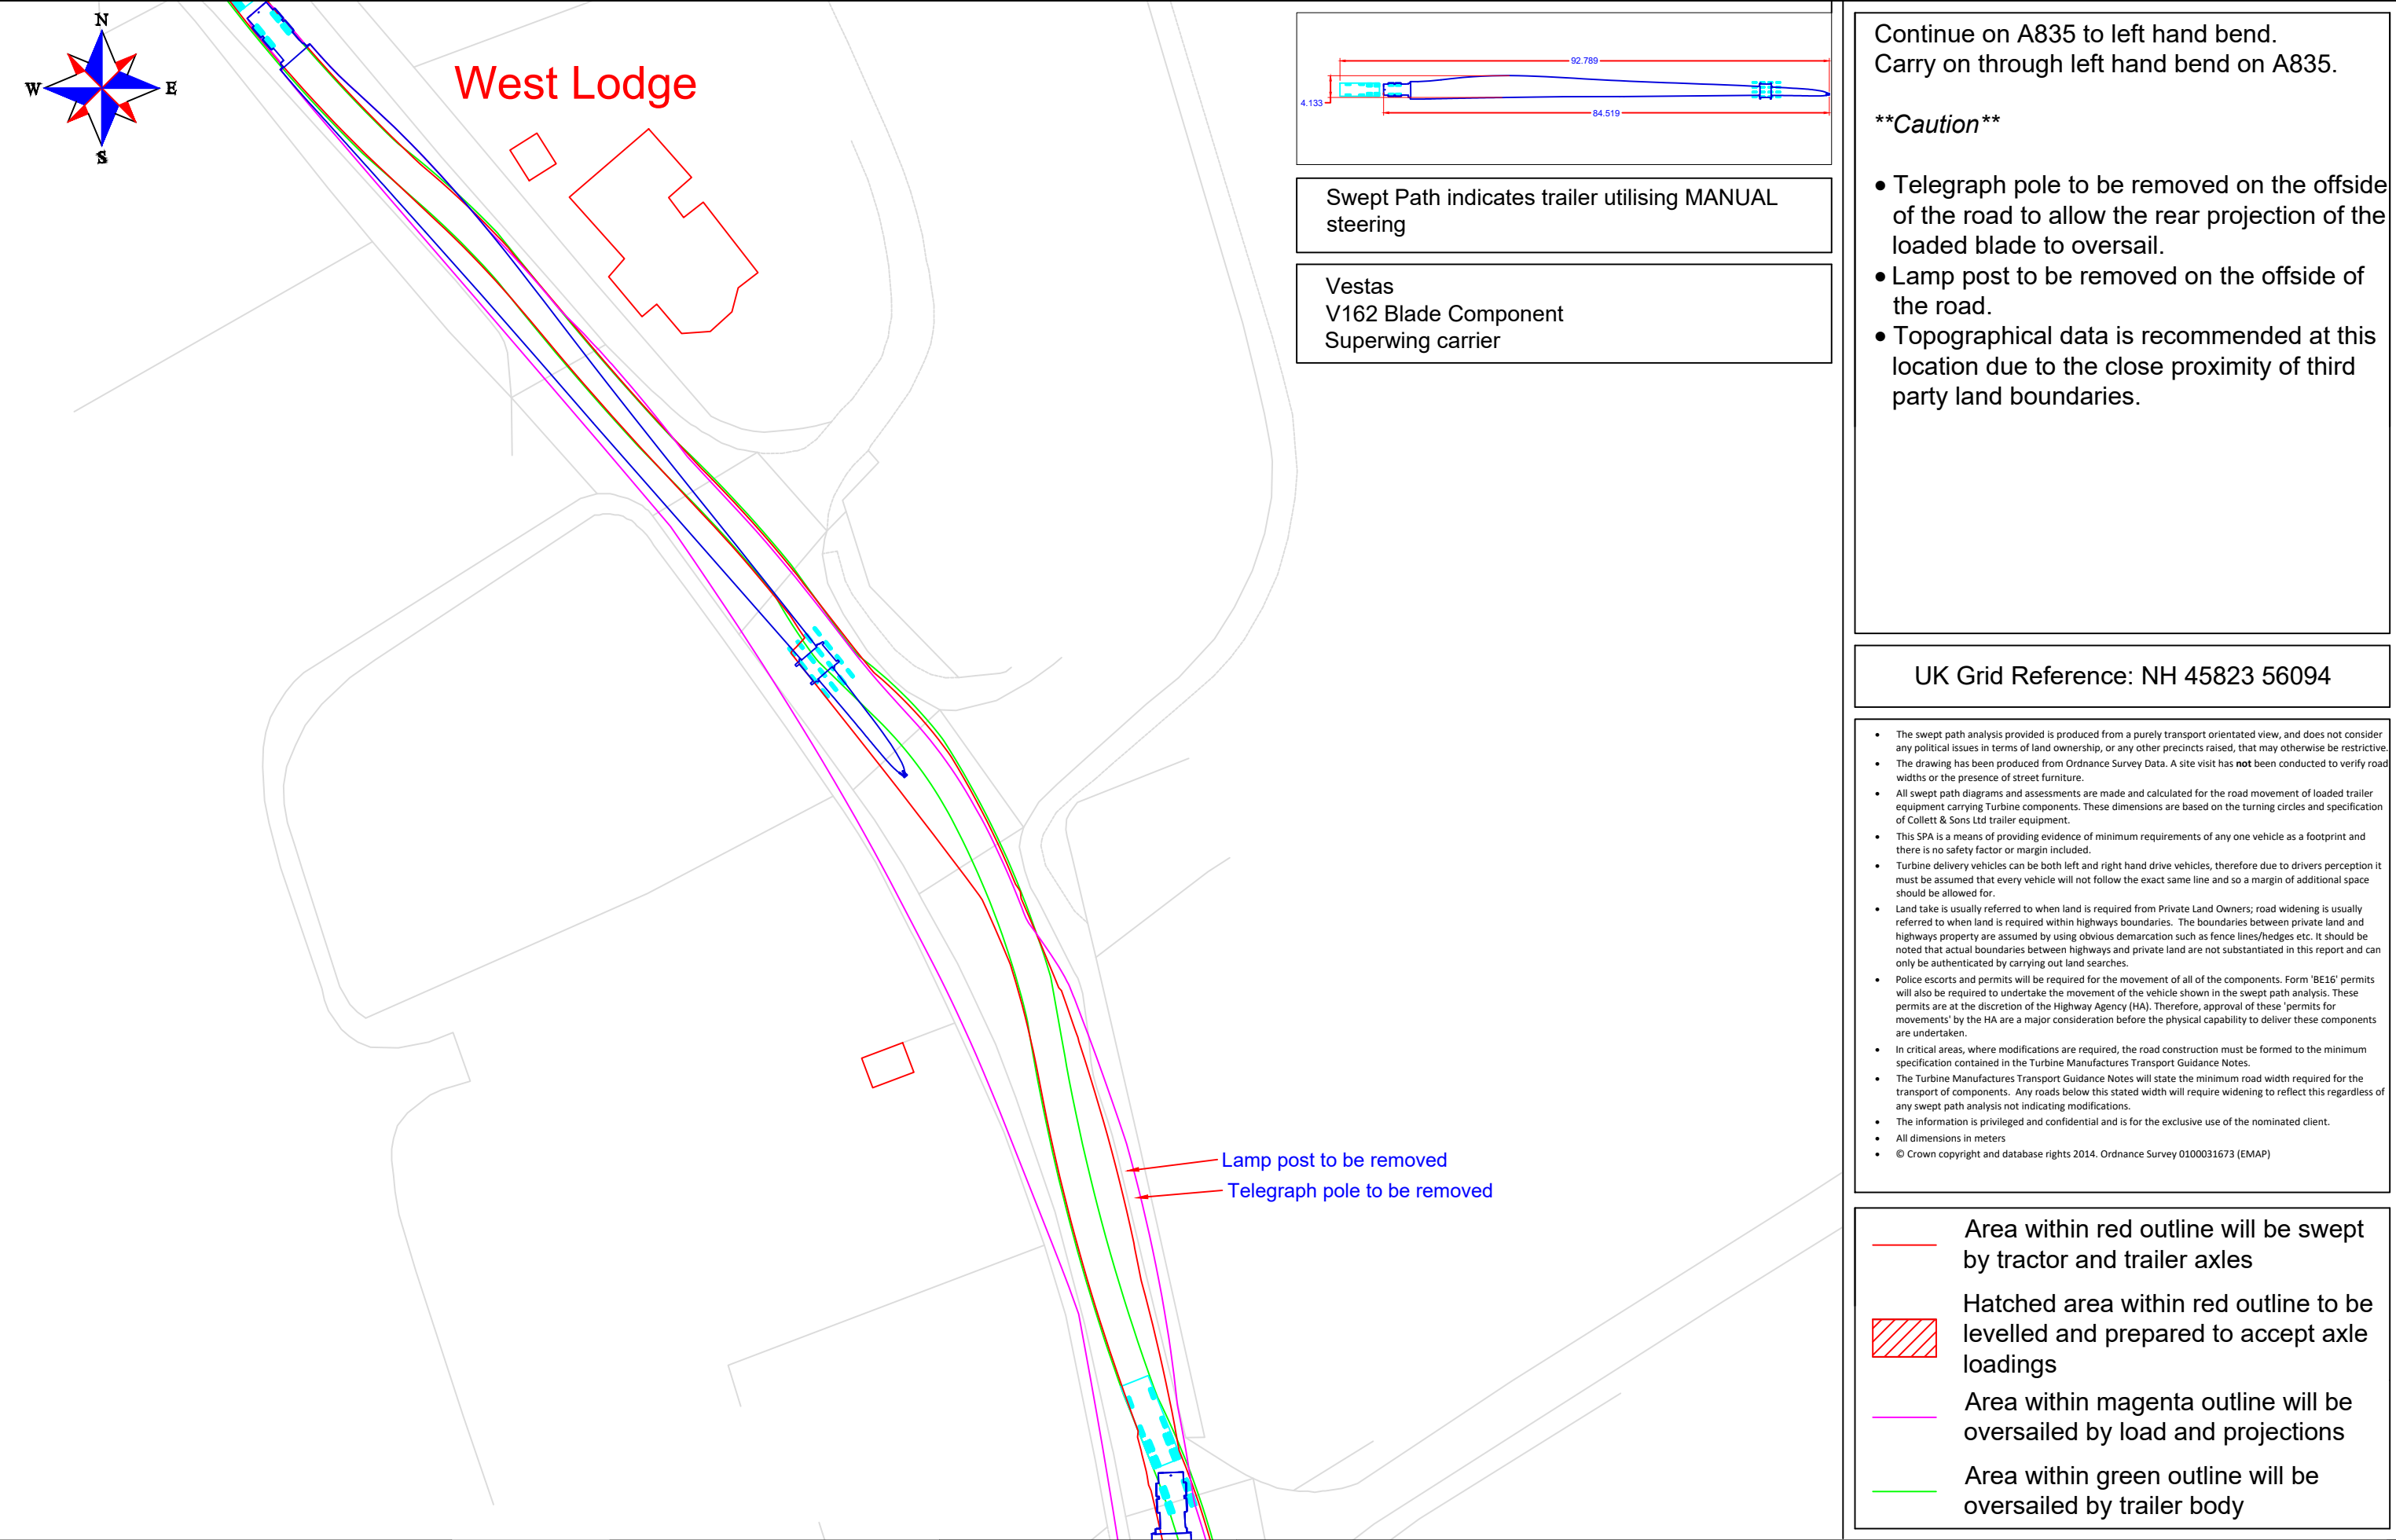 N
W
E
S
West Lodge
92.789
4.133
84.519
Swept Path indicates trailer utilising MANUAL
steering
Vestas
V162 Blade Component
Superwing carrier
Lamp post to be removed
Telegraph pole to be removed
Continue on A835 to left hand bend.
Carry on through left hand bend on A835.
**Caution**
• Telegraph pole to be removed on the offside
of the road to allow the rear projection of the
loaded blade to oversail.
• Lamp post to be removed on the offside of
the road.
• Topographical data is recommended at this
location due to the close proximity of third
party land boundaries.
UK Grid Reference: NH 45823 56094
• The swept path analysis provided is produced from a purely transport orientated view, and does not consider
any political issues in terms of land ownership, or any other precincts raised, that may otherwise be restrictive.
• The drawing has been produced from Ordnance Survey Data. A site visit has not been conducted to verify road
widths or the presence of street furniture.
• All swept path diagrams and assessments are made and calculated for the road movement of loaded trailer
equipment carrying Turbine components. These dimensions are based on the turning circles and specification
of Collett & Sons Ltd trailer equipment.
• This SPA is a means of providing evidence of minimum requirements of any one vehicle as a footprint and
there is no safety factor or margin included.
• Turbine delivery vehicles can be both left and right hand drive vehicles, therefore due to drivers perception it
must be assumed that every vehicle will not follow the exact same line and so a margin of additional space
should be allowed for.
• Land take is usually referred to when land is required from Private Land Owners; road widening is usually
referred to when land is required within highways boundaries. The boundaries between private land and
highways property are assumed by using obvious demarcation such as fence lines/hedges etc. It should be
noted that actual boundaries between highways and private land are not substantiated in this report and can
only be authenticated by carrying out land searches.
• Police escorts and permits will be required for the movement of all of the components. Form 'BE16' permits
will also be required to undertake the movement of the vehicle shown in the swept path analysis. These
permits are at the discretion of the Highway Agency (HA). Therefore, approval of these 'permits for
movements' by the HA are a major consideration before the physical capability to deliver these components
are undertaken.
• In critical areas, where modifications are required, the road construction must be formed to the minimum
specification contained in the Turbine Manufactures Transport Guidance Notes.
• The Turbine Manufactures Transport Guidance Notes will state the minimum road width required for the
transport of components. Any roads below this stated width will require widening to reflect this regardless of
any swept path analysis not indicating modifications.
• The information is privileged and confidential and is for the exclusive use of the nominated client.
• All dimensions in meters
• © Crown copyright and database rights 2014. Ordnance Survey 0100031673 (EMAP)
Area within red outline will be swept
by tractor and trailer axles
Hatched area within red outline to be
levelled and prepared to accept axle
loadings
Area within magenta outline will be
oversailed by load and projections
Area within green outline will be
oversailed by trailer body